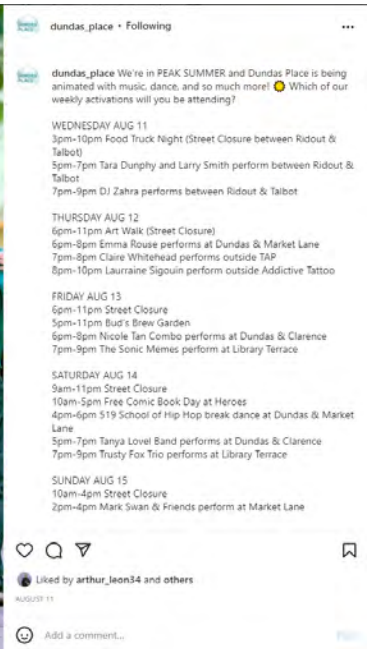 dundas_place • Following
dundas_place We're in PEAK SUMMER and Dundas Place is being
animated with music, dance, and so much more! 🌞 Which of our
weekly activations will you be attending?
WEDNESDAY AUG 11
3pm-10pm Food Truck Night (Street Closure between Ridout &
Talbot)
5pm-7pm Tara Dunphy and Larry Smith perform between Ridout &
Talbot
7pm-9pm DJ Zahra performs between Ridout & Talbot
THURSDAY AUG 12
6pm-11pm Art Walk (Street Closure)
6pm-8pm Emma Rouse performs at Dundas & Market Lane
7pm-8pm Claire Whitehead performs outside TAP
8pm-10pm Laurraine Sigouin perform outside Addictive Tattoo
FRIDAY AUG 13
6pm-11pm Street Closure
5pm-11pm Bud's Brew Garden
6pm-8pm Nicole Tan Combo performs at Dundas & Clarence
7pm-9pm The Sonic Memes perform at Library Terrace
SATURDAY AUG 14
9am-11pm Street Closure
10am-5pm Free Comic Book Day at Heroes
4pm-6pm 519 School of Hip Hop break dance at Dundas & Market
Lane
5pm-7pm Tanya Lovel Band performs at Dundas & Clarence
7pm-9pm Trusty Fox Trio performs at Library Terrace
SUNDAY AUG 15
10am-4pm Street Closure
2pm-4pm Mark Swan & Friends perform at Market Lane
Liked by arthur_leon34 and others
AUGUST 11
Add a comment...